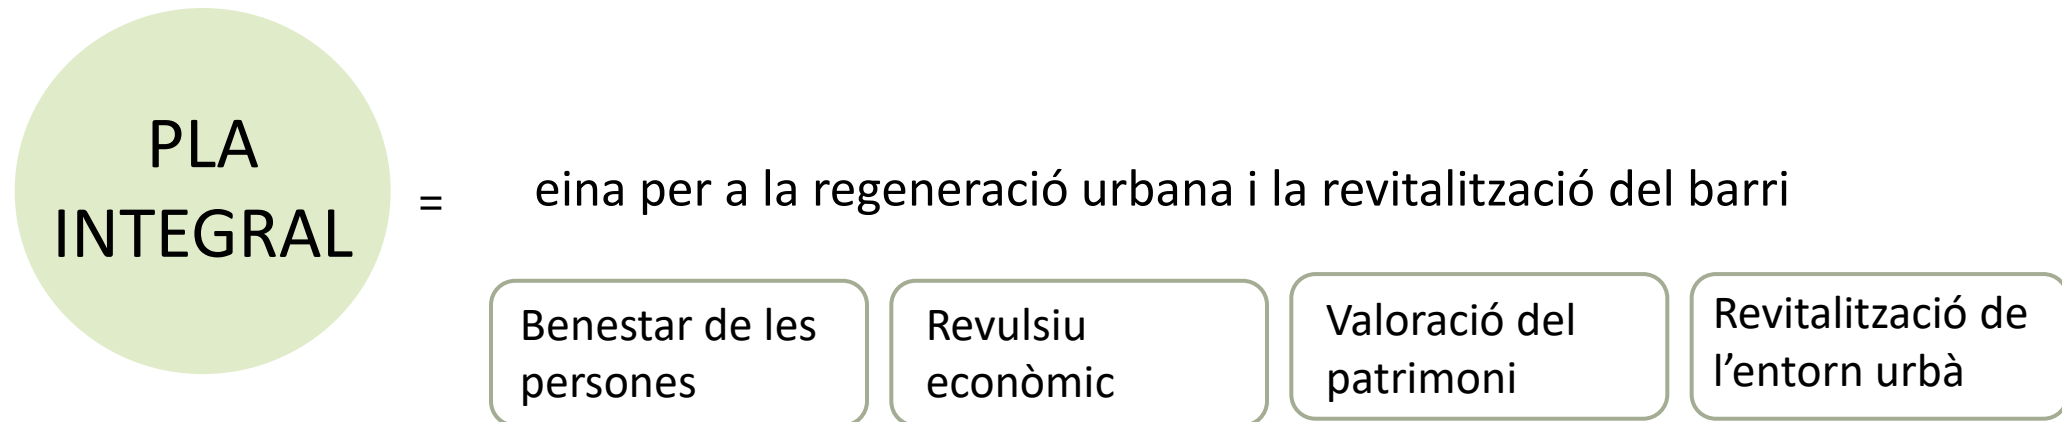 PLA
INTEGRAL
= eina per a la regeneració urbana i la revitalització del barri
Benestar de les
persones
Revulsiu
econòmic
Valoració del
patrimoni
Revitalització de
l’entorn urbà